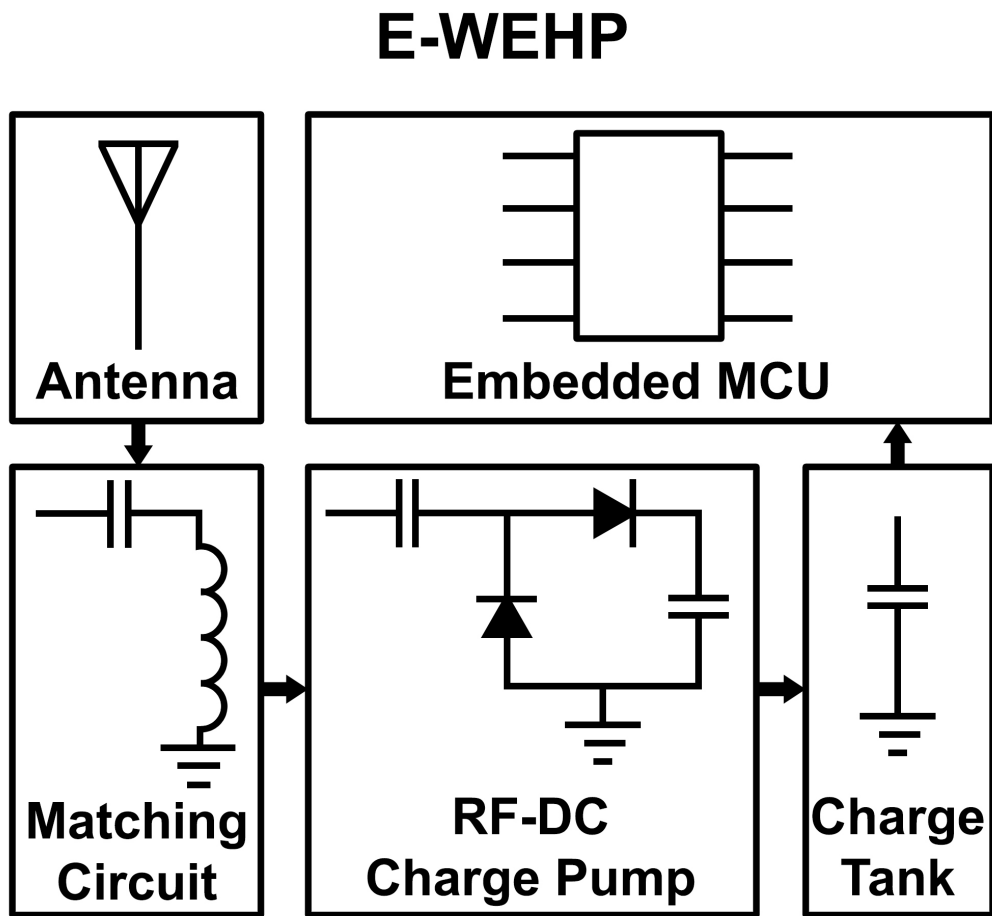 E-WEHP
Antenna
Embedded MCU
Matching
Circuit
RF-DC
Charge Pump
Charge
Tank